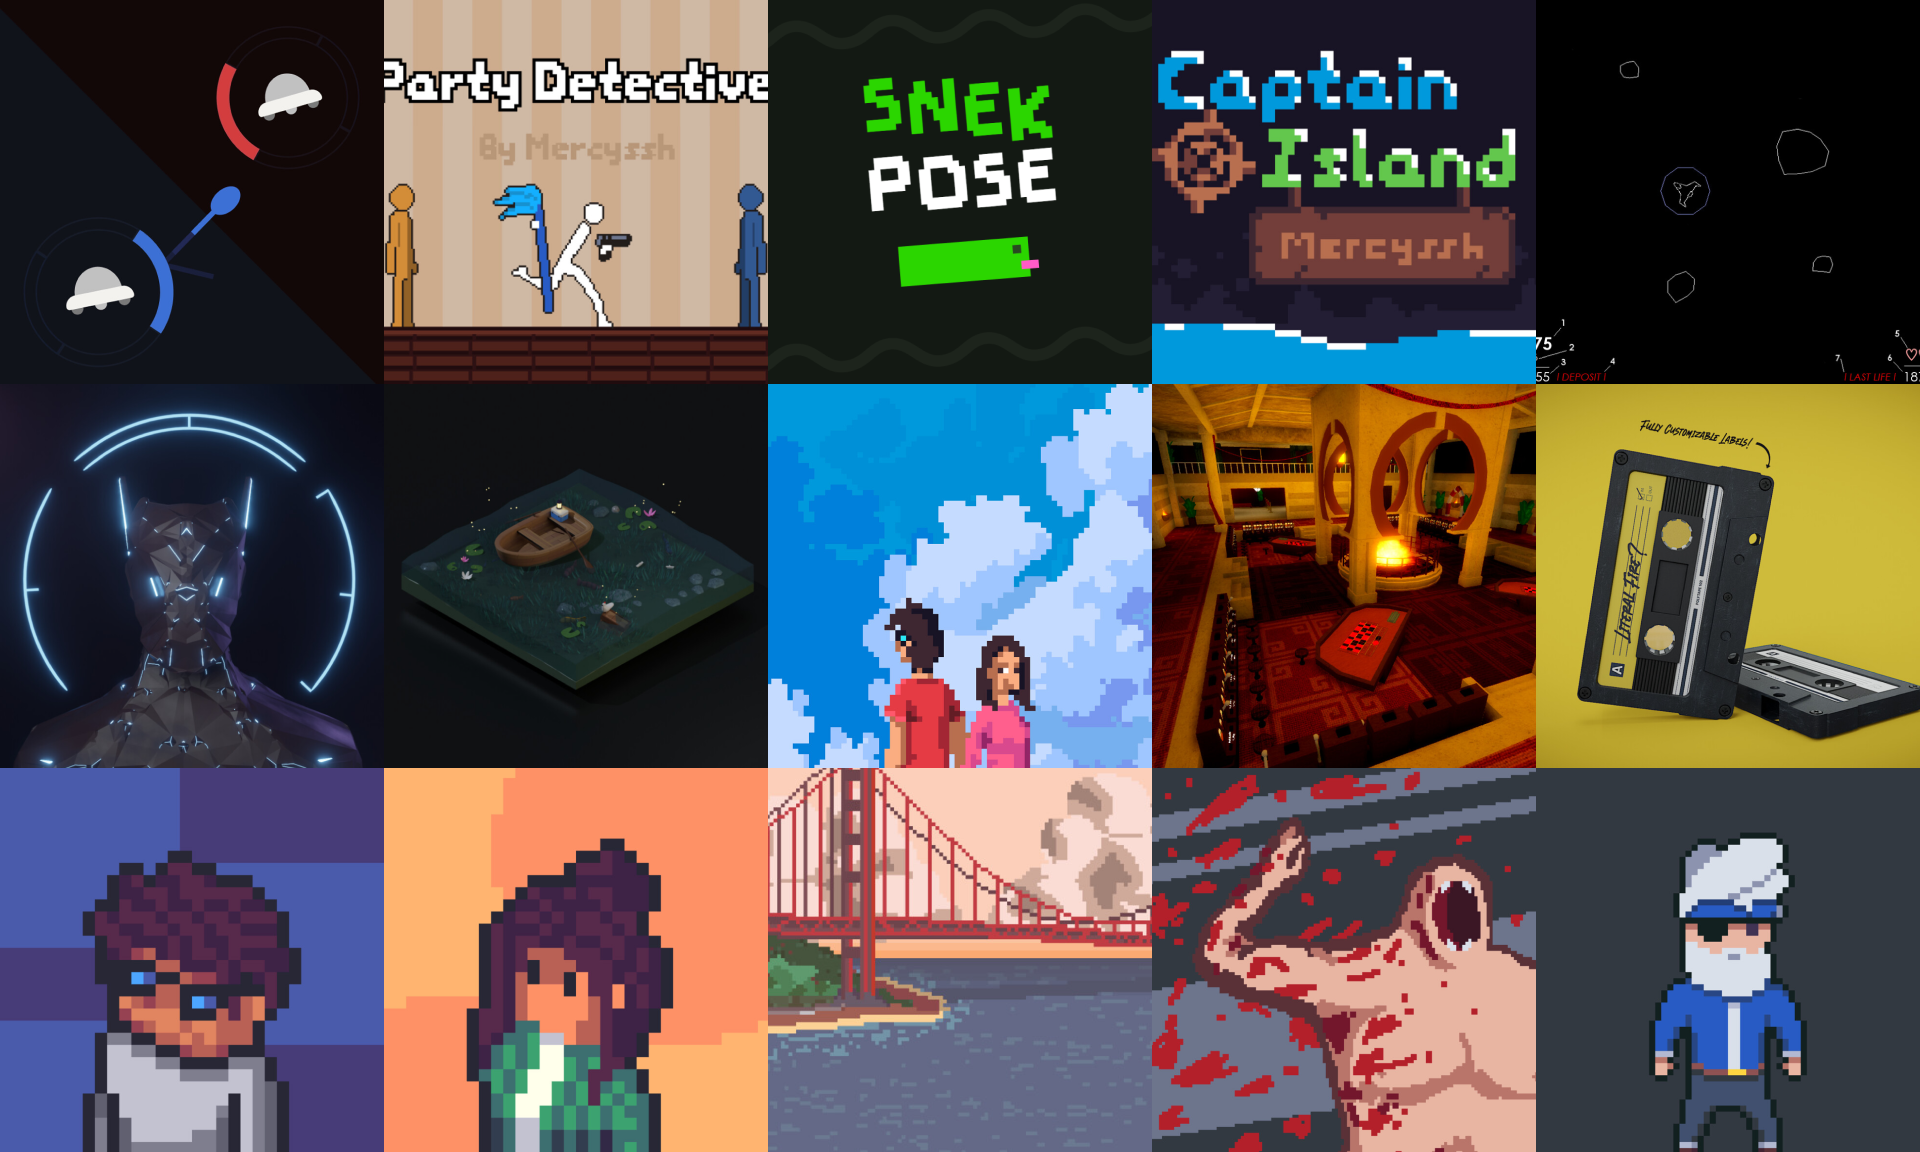 Party Detective
By Mercyssh
SNEK
POSE
Captain
Island
Mercyssh
75
1
2
3
4
55
! DEPOSIT !
5
6
7
! LAST LIFE !
187
FULLY CUSTOMIZABLE LABELS!
LITERAL FIRE?
A